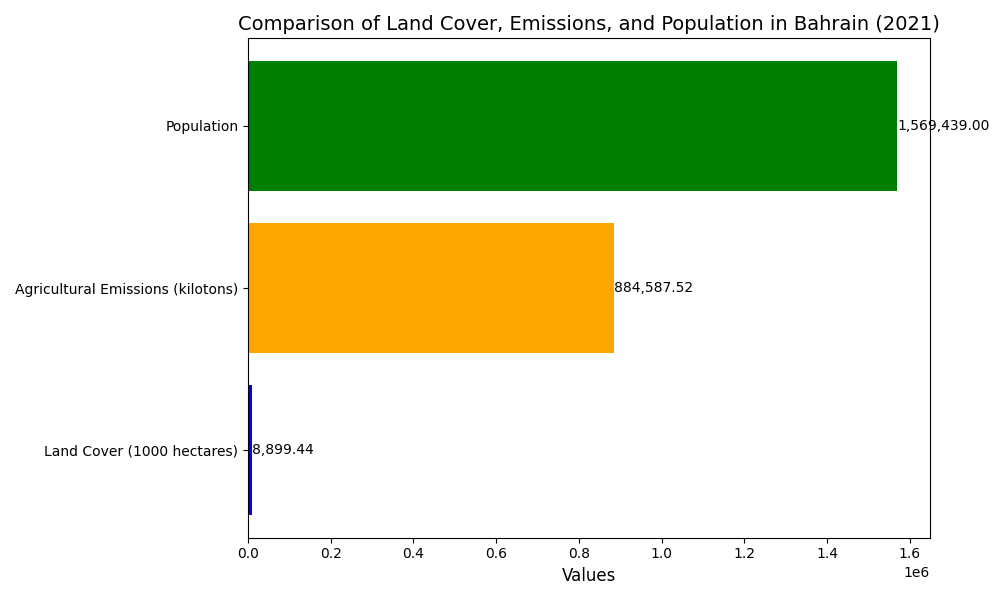 Comparison of Land Cover, Emissions, and Population in Bahrain (2021)
Population
1,569,439.00
Agricultural Emissions (kilotons)
884,587.52
Land Cover (1000 hectares)
8,899.44
0.0 0.2 0.4 0.6 0.8 1.0 1.2 1.4 1.6
1e6
Values